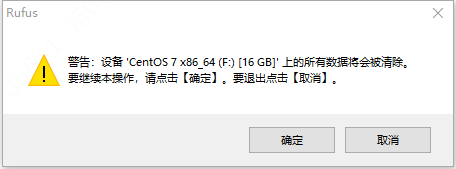 Rufus
警告：设备 'CentOS 7 x86_64 (F:) [16 GB]' 上的所有数据将会被清除。
要继续本操作，请点击【确定】。要退出点击【取消】。
确定 取消